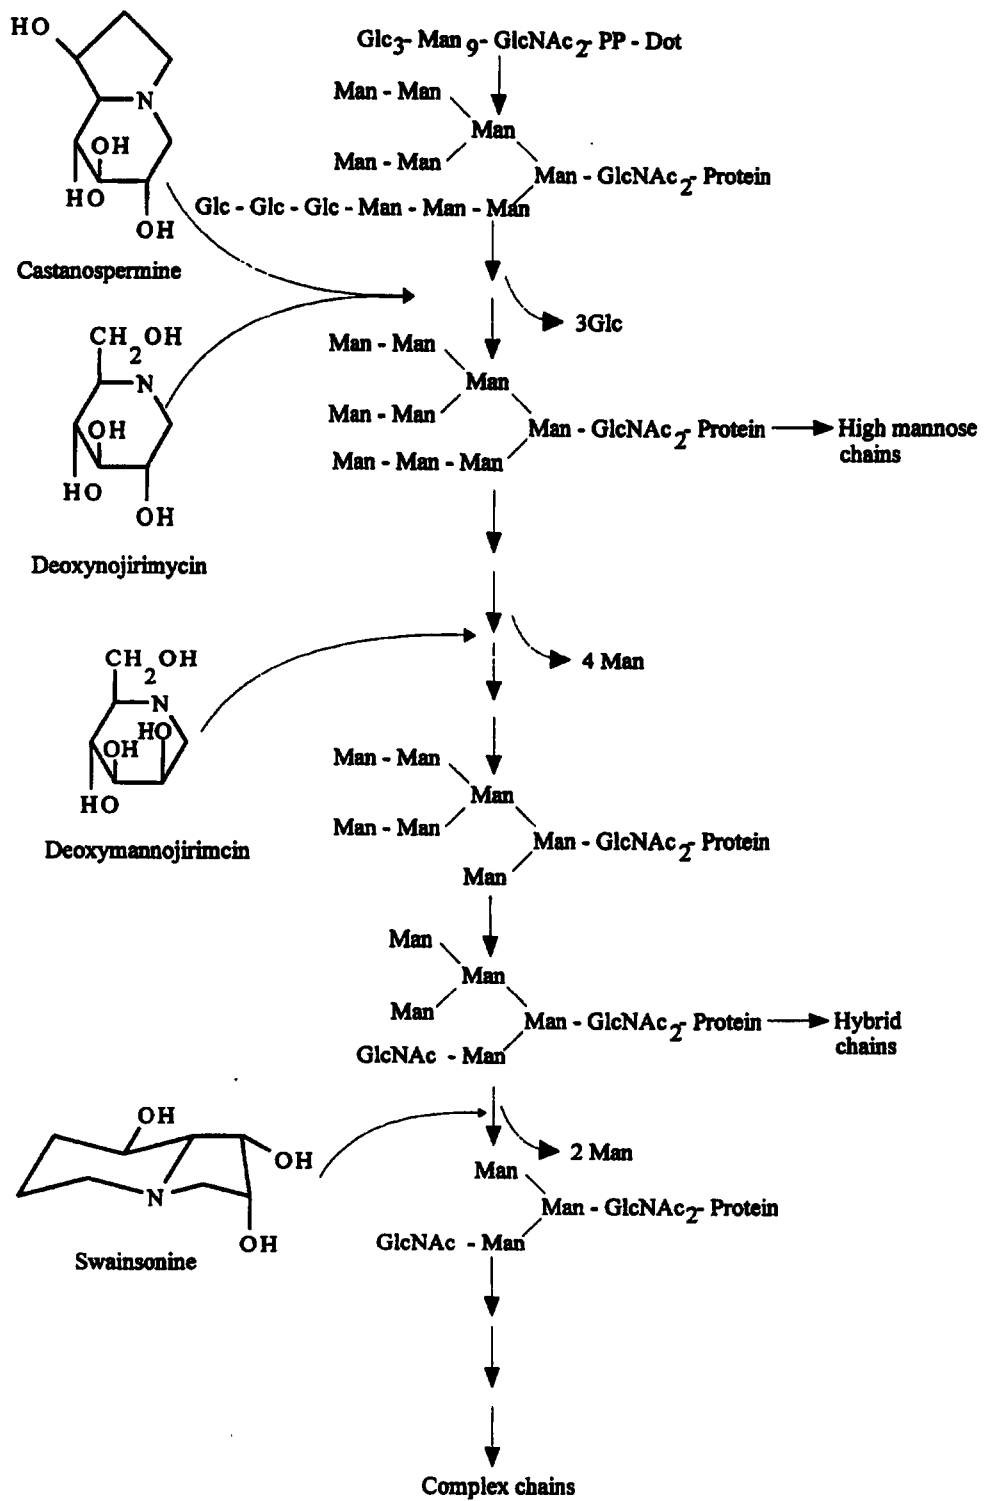 HO
N
OH
HO
OH
Castanospermine
CH2OH
N
OH
HO
OH
Deoxynojirimycin
CH2OH
N
HO
OH
HO
Deoxymannojirimcin
OH
OH
N
OH
Swainsonine
Glc3- Man9- GlcNAc2- PP - Dot
Man - Man
Man
Man - Man
Man - GlcNAc2- Protein
Glc - Glc - Glc - Man - Man - Man
3Glc
Man - Man
Man
Man - Man
Man - GlcNAc2- Protein
High mannose
chains
Man - Man - Man
4 Man
Man - Man
Man
Man - Man
Man - GlcNAc2- Protein
Man
Man
Man
Man
Man - GlcNAc2- Protein
Hybrid
chains
GlcNAc - Man
2 Man
Man
Man - GlcNAc2- Protein
GlcNAc - Man
Complex chains